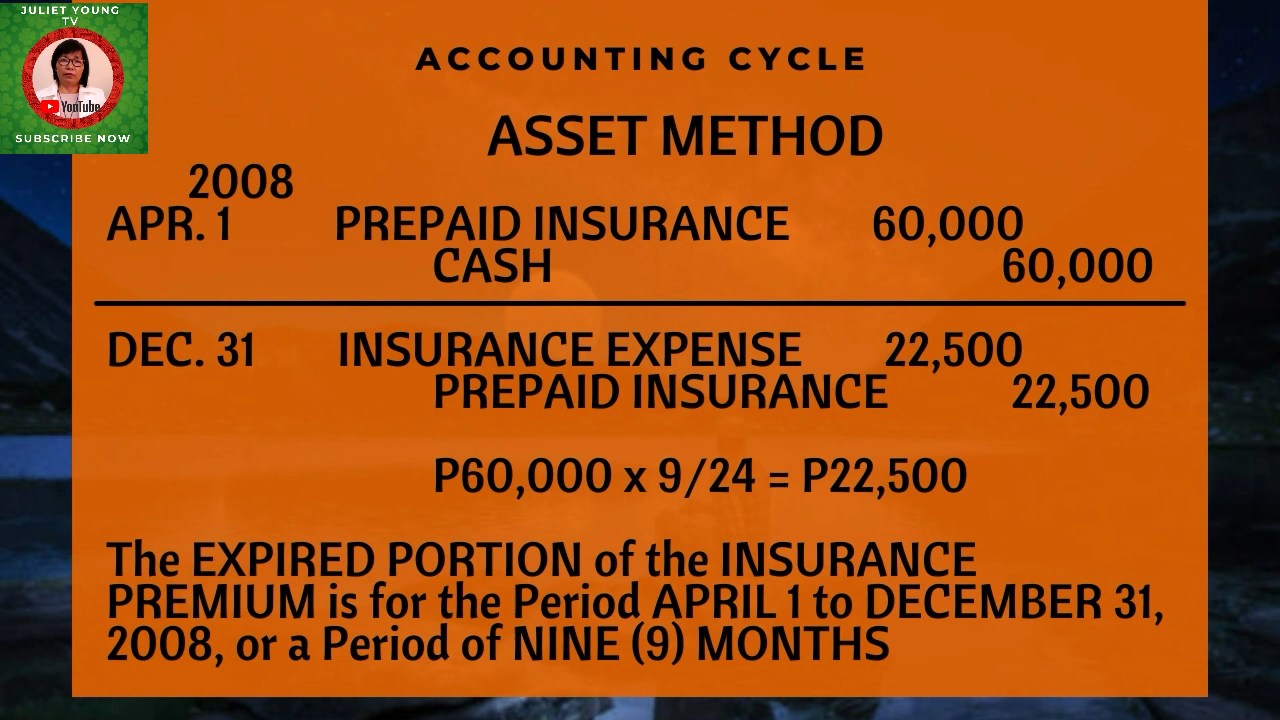 JULIET YOUNG
TV
YouTube
SUBSCRIBE NOW
ACCOUNTING CYCLE
ASSET METHOD
2008
APR. 1 PREPAID INSURANCE 60,000
CASH 60,000
DEC. 31 INSURANCE EXPENSE 22,500
PREPAID INSURANCE 22,500
P60,000 x 9/24 = P22,500
The EXPIRED PORTION of the INSURANCE
PREMIUM is for the Period APRIL 1 to DECEMBER 31,
2008, or a Period of NINE (9) MONTHS